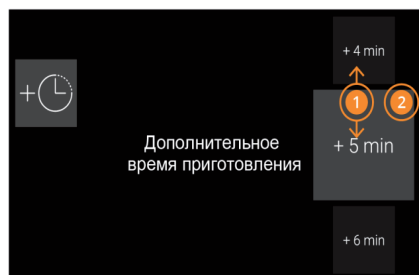 + 4 min
1
2
Дополнительное
время приготовления
+ 5 min
+ 6 min